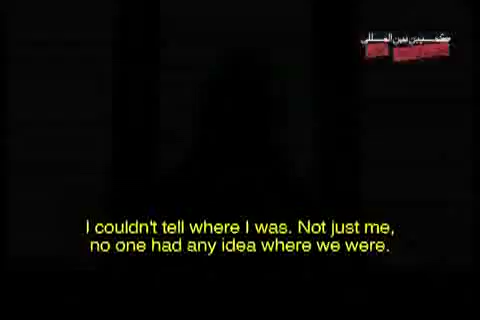 I couldn't tell where I was. Not just me,
no one had any idea where we were.